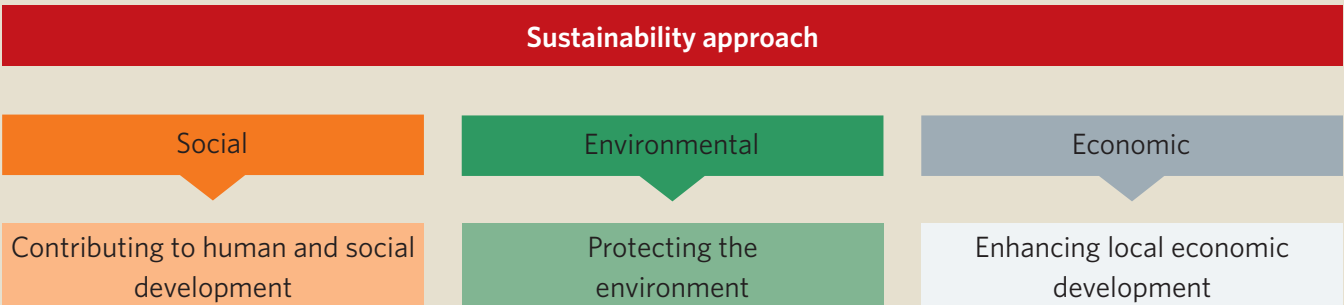 Sustainability approach
Social
Environmental
Economic
Contributing to human and social
development
Protecting the
environment
Enhancing local economic
development